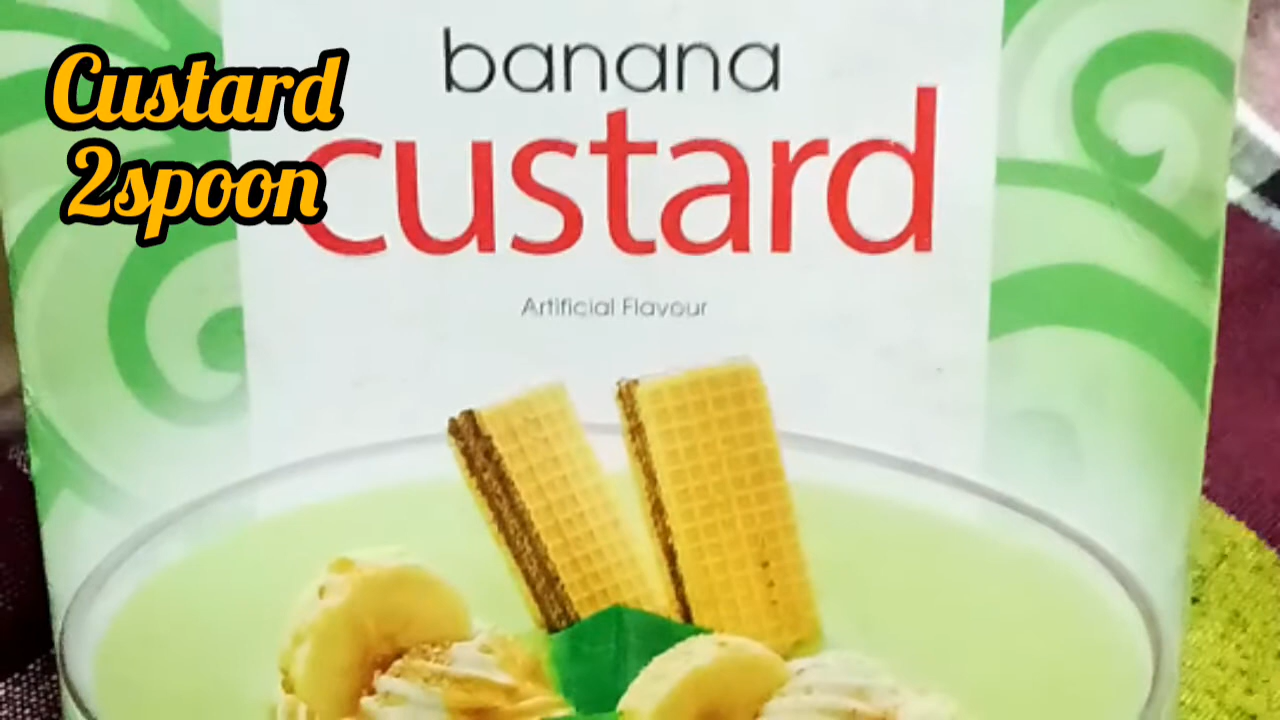 Custard
2spoon
banana
custard
Artificial Flavour